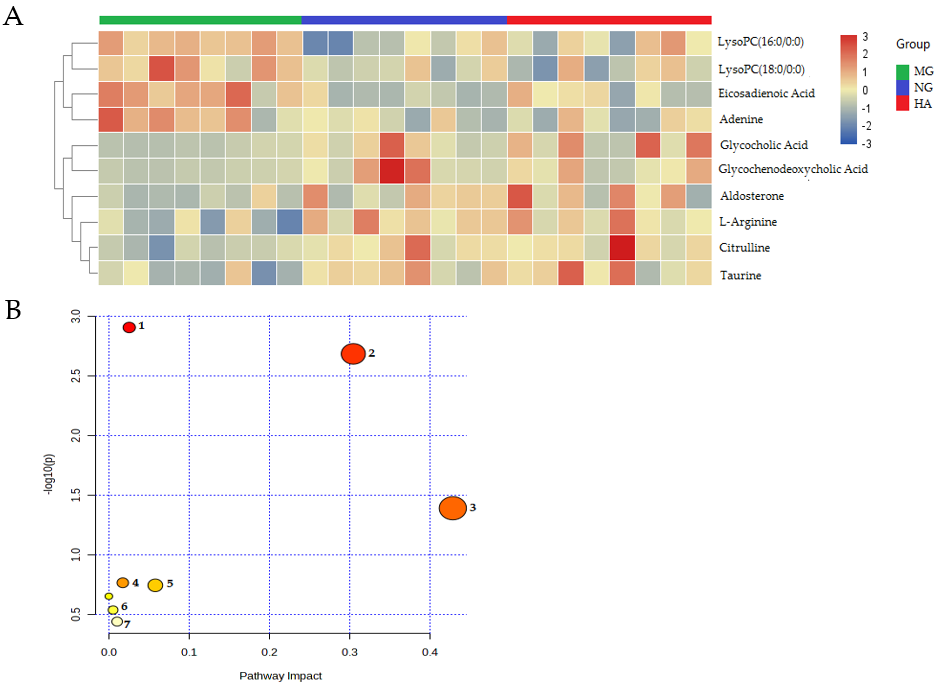 A
LysoPC(16:0/0:0)
LysoPC(18:0/0:0)
Eicosadienoic Acid
Adenine
Glycocholic Acid
Glycochenodeoxycholic Acid
Aldosterone
L-Arginine
Citrulline
Taurine
3
2
1
0
-1
-2
-3
Group
MG
NG
HA
B
3.0
2.5
2.0
1.5
1.0
0.5
-log10(p)
1
2
3
4
5
6
7
0.0 0.1 0.2 0.3 0.4
Pathway Impact